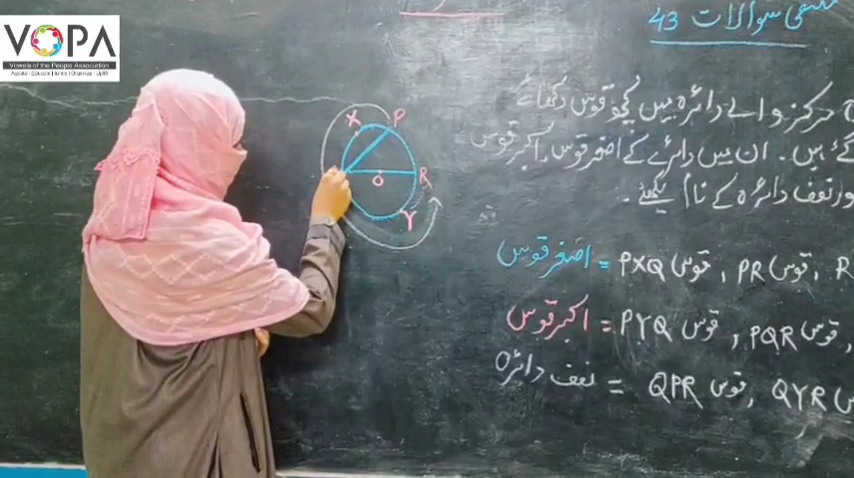 VOPA
Vowels of the People Association
مشقی سوالات 43
مرکز والے دائرہ میں کچھ قوس دکھائے
گئے ہیں۔ ان میں دائرے کے اصغر قوس، اکبر قوس
اور نصف دائرہ کے نام لکھئے۔
X P
O R
Y
اصغر قوس = قوس PXQ ، قوس PR ، R
اکبر قوس = قوس PYQ ، قوس PQR ،
نصف دائرہ = قوس QPR ، QYR